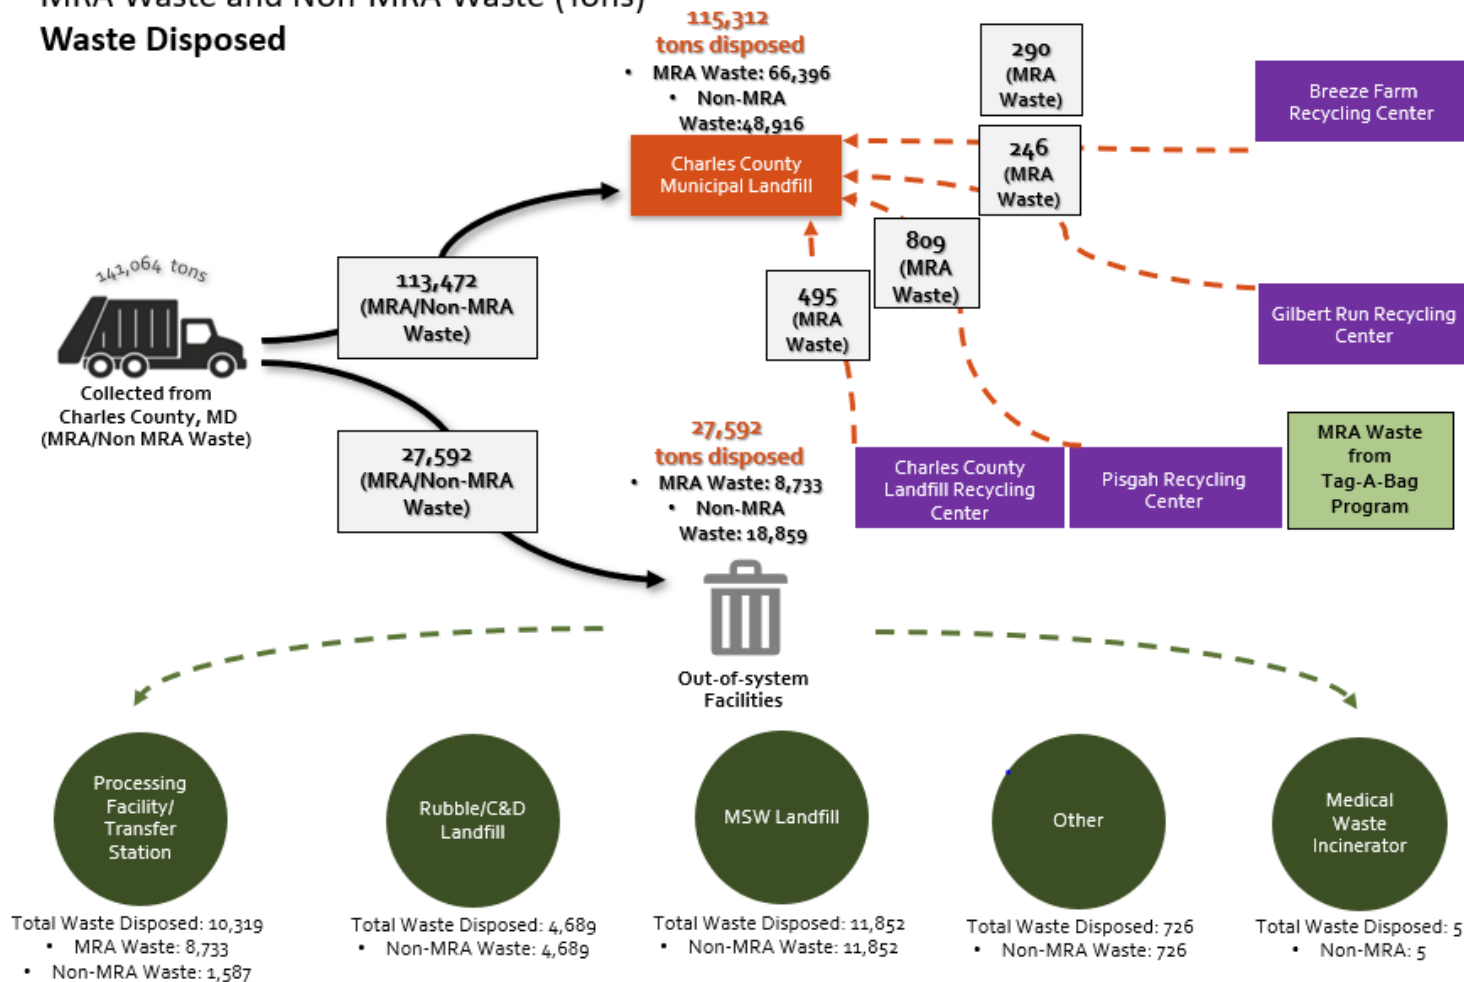 MRA Waste and Non-MRA Waste (Tons)
Waste Disposed
115,312
tons disposed
• MRA Waste: 66,396
• Non-MRA
Waste:48,916
Charles County
Municipal Landfill
290
(MRA
Waste)
246
(MRA
Waste)
809
(MRA
Waste)
495
(MRA
Waste)
Breeze Farm
Recycling Center
Gilbert Run Recycling
Center
141,064 tons
Collected from
Charles County, MD
(MRA/Non MRA Waste)
113,472
(MRA/Non-MRA
Waste)
27,592
(MRA/Non-MRA
Waste)
27,592
tons disposed
• MRA Waste: 8,733
• Non-MRA
Waste: 18,859
Charles County
Landfill Recycling
Center
Pisgah Recycling
Center
MRA Waste
from
Tag-A-Bag
Program
Out-of-system
Facilities
Processing
Facility/
Transfer
Station
Total Waste Disposed: 10,319
• MRA Waste: 8,733
• Non-MRA Waste: 1,587
Rubble/C&D
Landfill
Total Waste Disposed: 4,689
• Non-MRA Waste: 4,689
MSW Landfill
Total Waste Disposed: 11,852
• Non-MRA Waste: 11,852
Other
Total Waste Disposed: 726
• Non-MRA Waste: 726
Medical
Waste
Incinerator
Total Waste Disposed: 5
• Non-MRA: 5